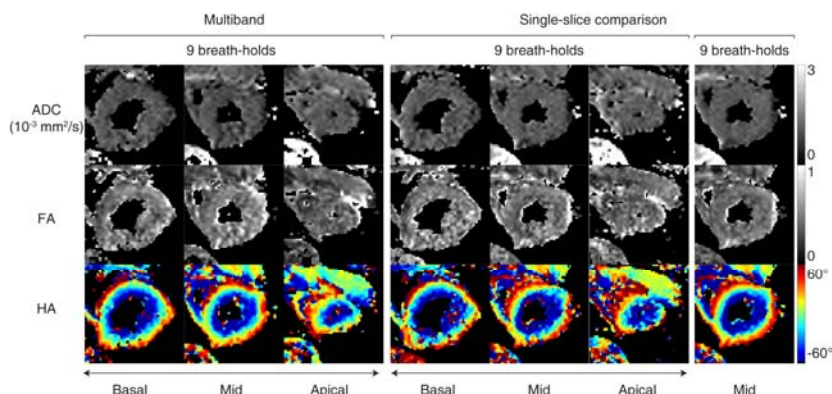 Multiband
Single-slice comparison
9 breath-holds
9 breath-holds
9 breath-holds
ADC
(10⁻³ mm²/s)
3
0
FA
1
0
HA
60°
-60°
Basal
Mid
Apical
Basal
Mid
Apical
Mid